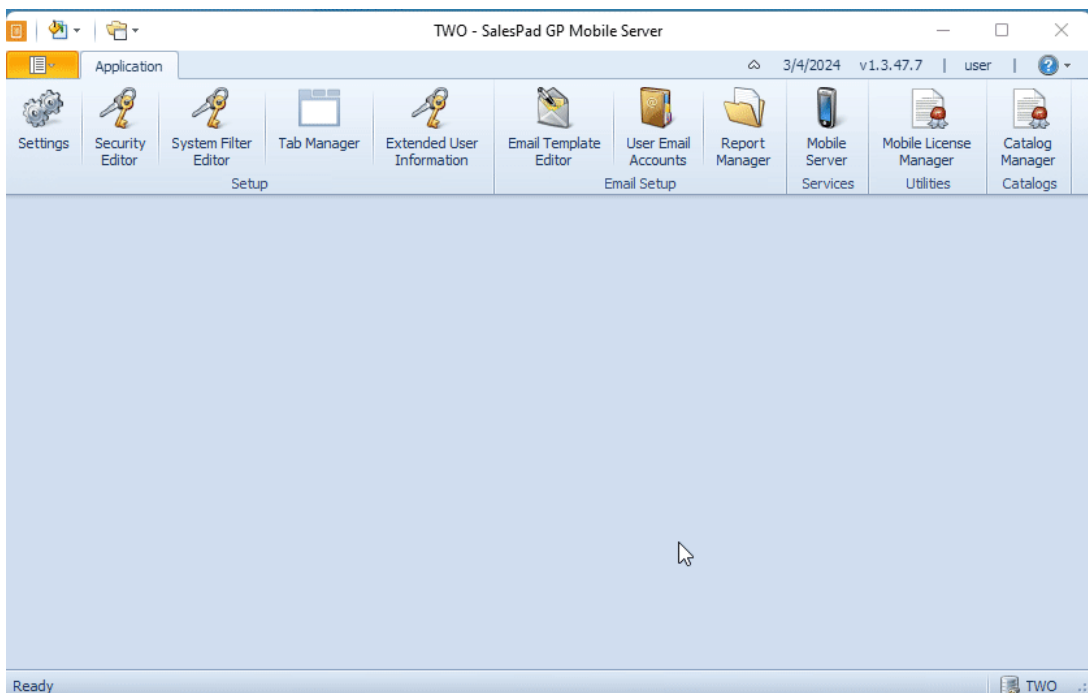 TWO - SalesPad GP Mobile Server
Application
3/4/2024 v1.3.47.7 | user |
Settings
Security Editor
System Filter Editor
Tab Manager
Extended User Information
Setup
Email Template Editor
User Email Accounts
Report Manager
Email Setup
Mobile Server
Services
Mobile License Manager
Utilities
Catalog Manager
Catalogs
Ready
TWO